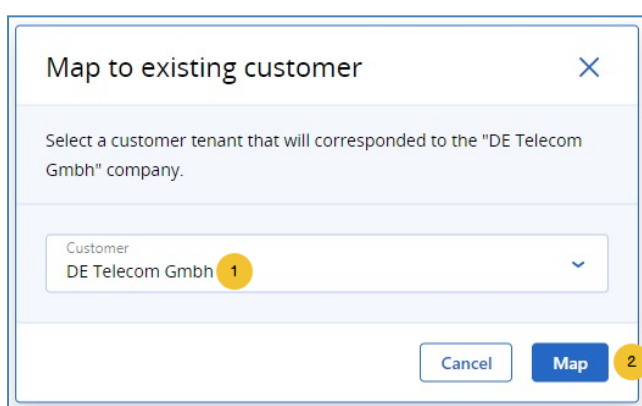 Map to existing customer
Select a customer tenant that will corresponded to the "DE Telecom
Gmbh" company.
Customer
DE Telecom Gmbh 1
Cancel Map 2